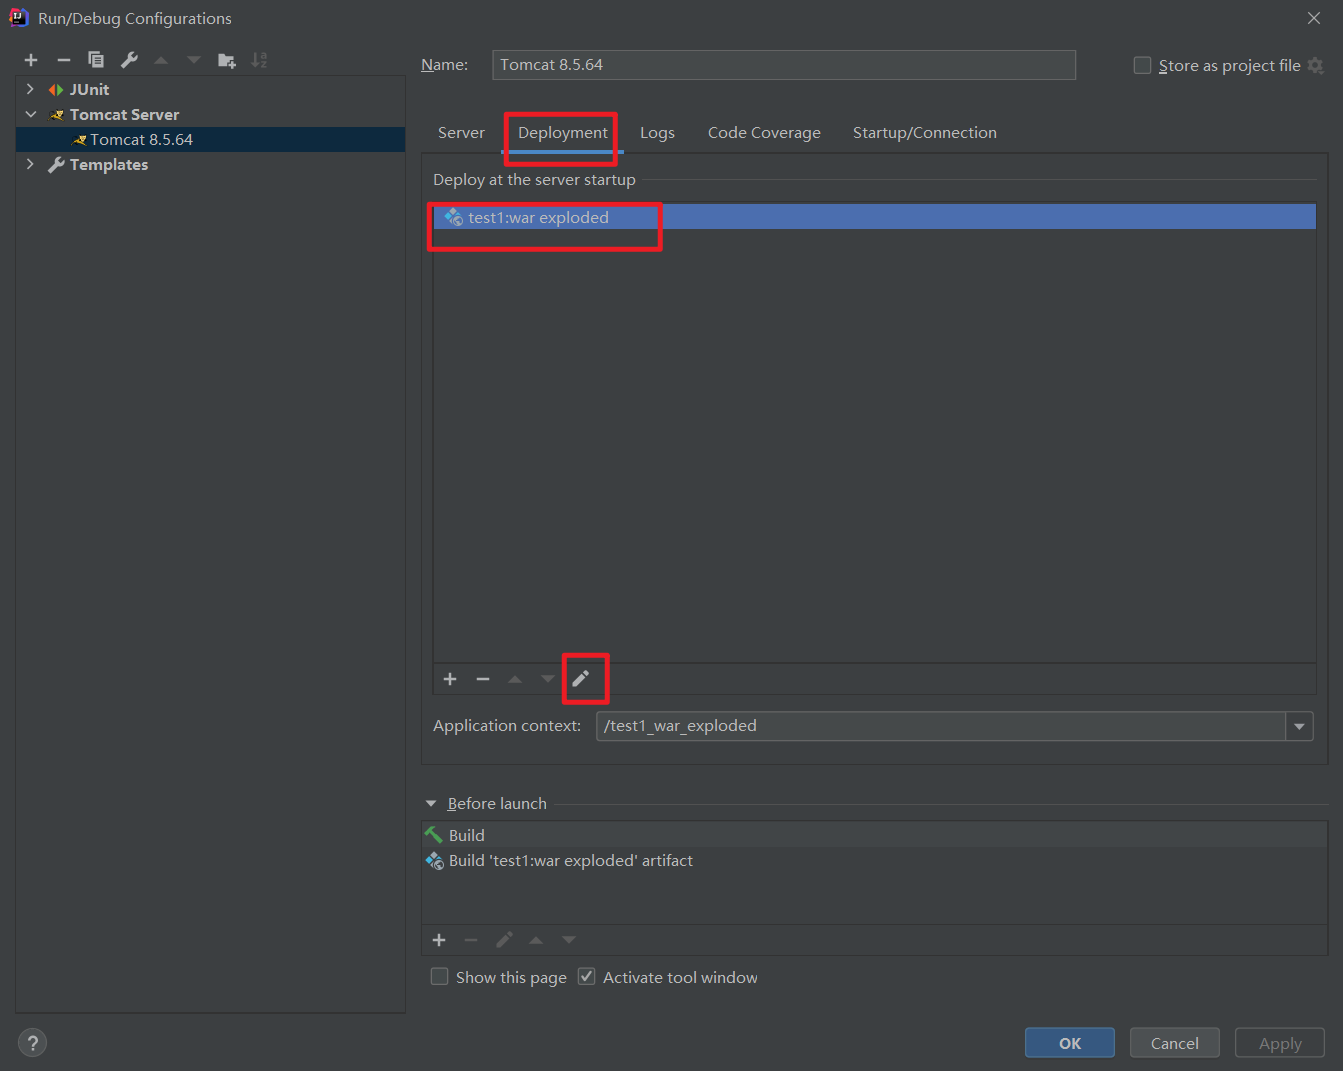 Run/Debug Configurations
Name: Tomcat 8.5.64 Store as project file
JUnit
Tomcat Server
Tomcat 8.5.64
Templates
Server Deployment Logs Code Coverage Startup/Connection
Deploy at the server startup
test1:war exploded
Application context: /test1_war_exploded
Before launch
Build
Build 'test1:war exploded' artifact
Show this page Activate tool window
? OK Cancel Apply